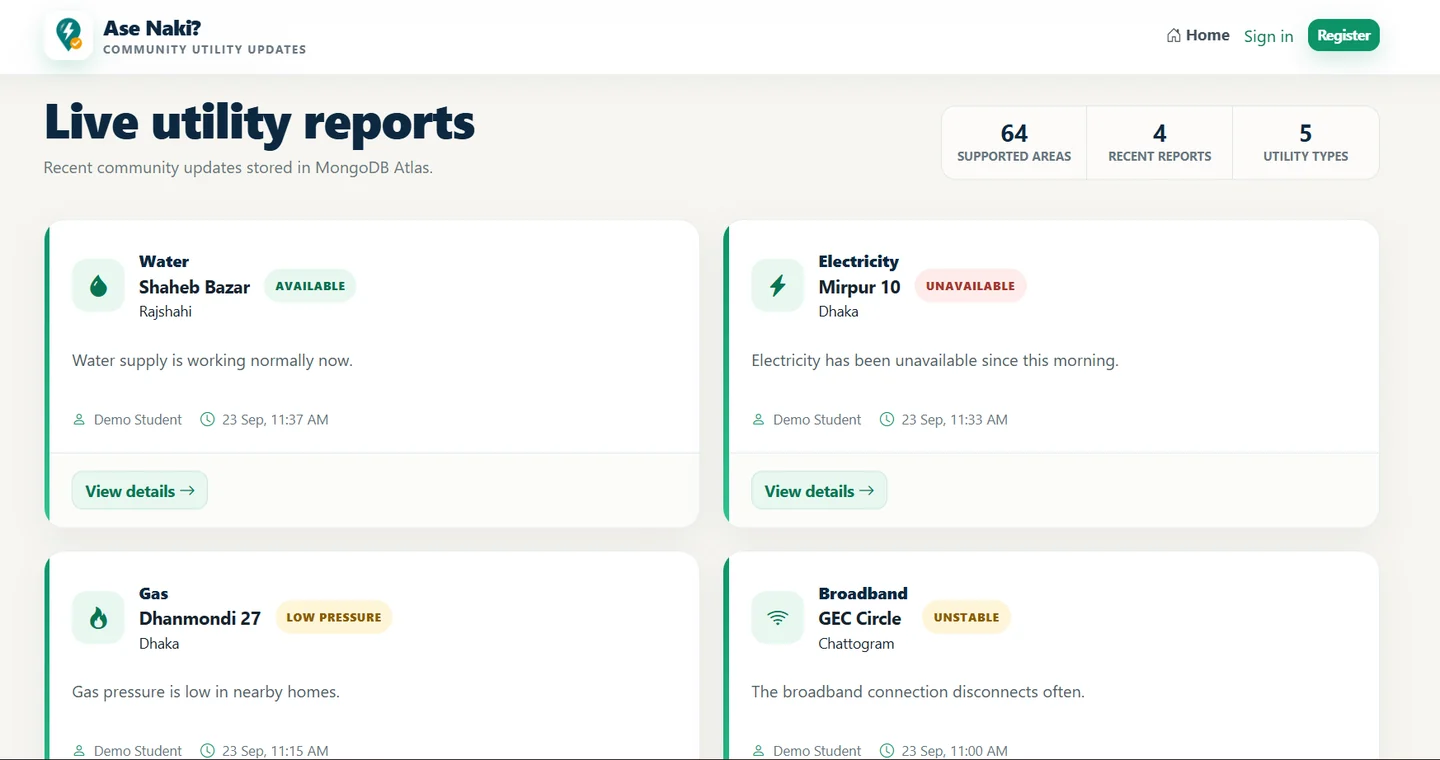 Ase Naki?
COMMUNITY UTILITY UPDATES
Home
Sign in
Register
Live utility reports
Recent community updates stored in MongoDB Atlas.
64
SUPPORTED AREAS
4
RECENT REPORTS
5
UTILITY TYPES
Water
Shaheb Bazar
AVAILABLE
Rajshahi
Water supply is working normally now.
Demo Student
23 Sep, 11:37 AM
View details →
Electricity
Mirpur 10
UNAVAILABLE
Dhaka
Electricity has been unavailable since this morning.
Demo Student
23 Sep, 11:33 AM
View details →
Gas
Dhanmondi 27
LOW PRESSURE
Dhaka
Gas pressure is low in nearby homes.
Demo Student
23 Sep, 11:15 AM
Broadband
GEC Circle
UNSTABLE
Chattogram
The broadband connection disconnects often.
Demo Student
23 Sep, 11:00 AM